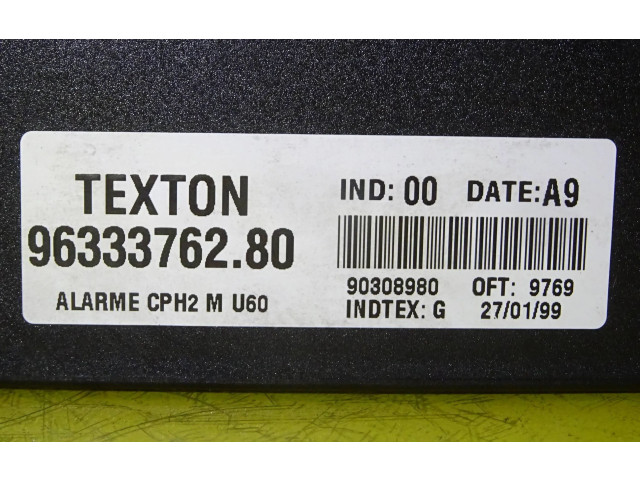 TEXTON
96333762.80
ALARME CPH2 M U60
IND: 00 DATE: A9
90308980 OFT: 9769
INDTEX: G 27/01/99